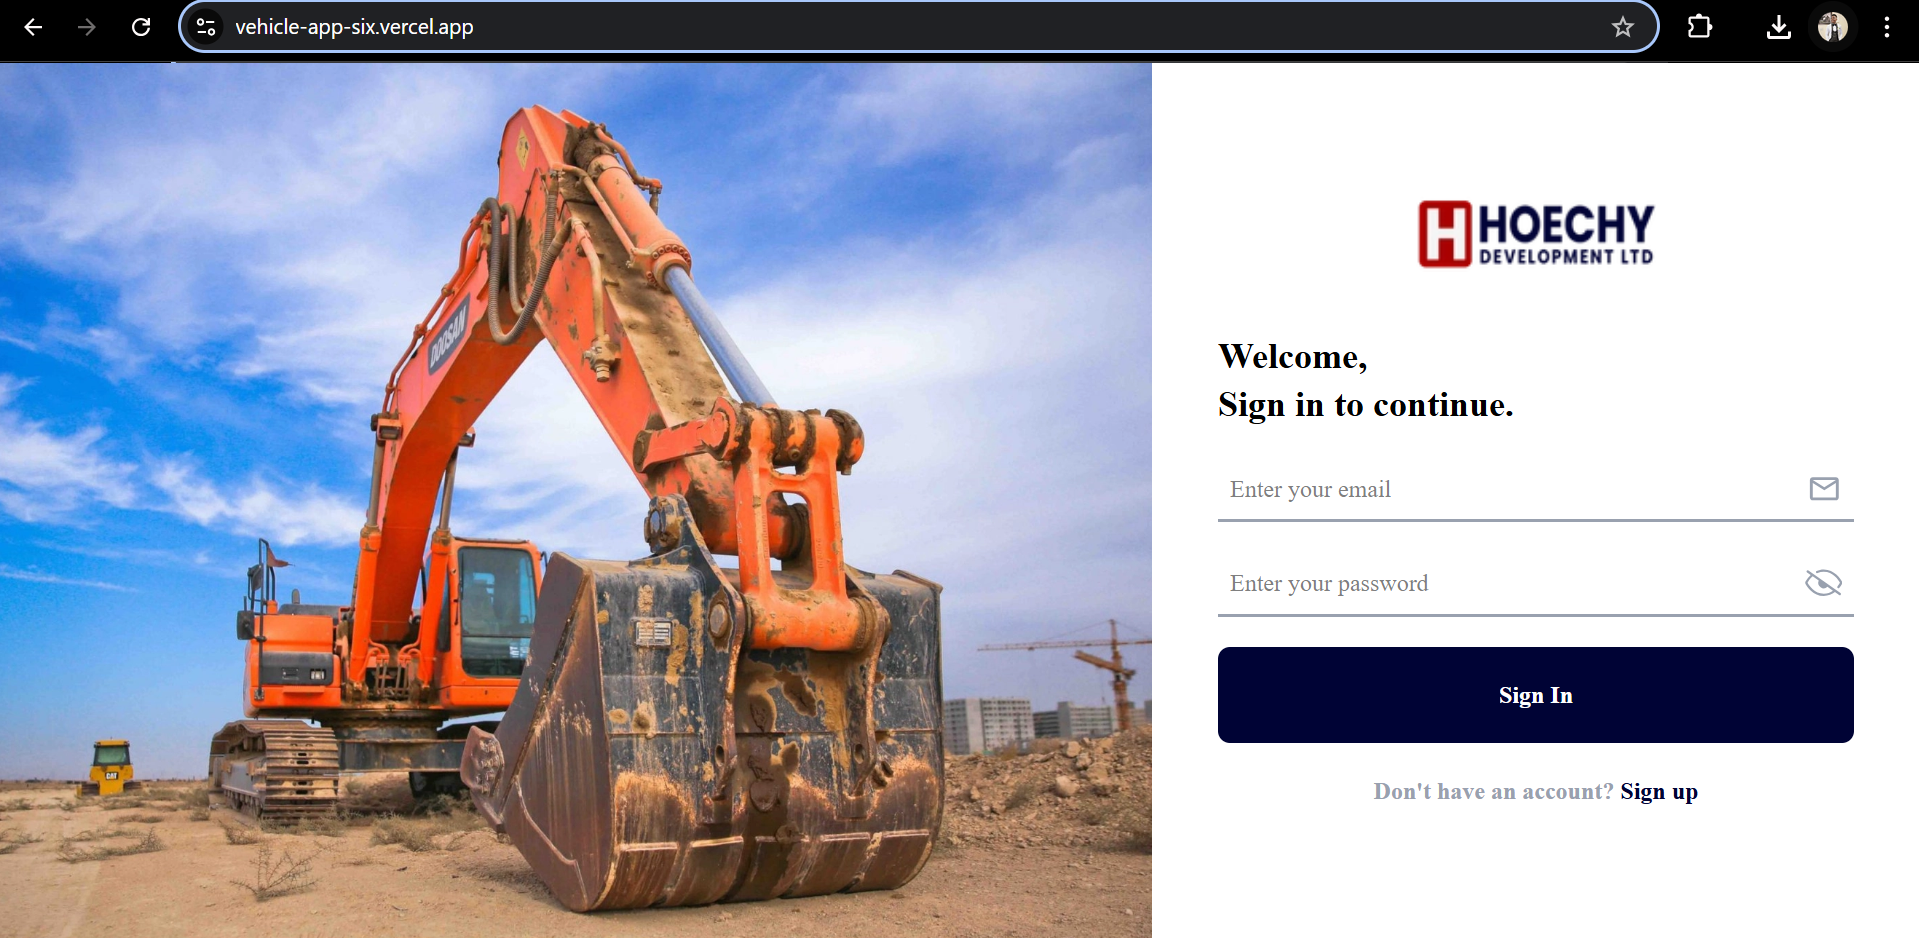 vehicle-app-six.vercel.app
DOOSAN
CAT
H HOECHY
DEVELOPMENT LTD
Welcome,
Sign in to continue.
Enter your email
Enter your password
Sign In
Don't have an account? Sign up